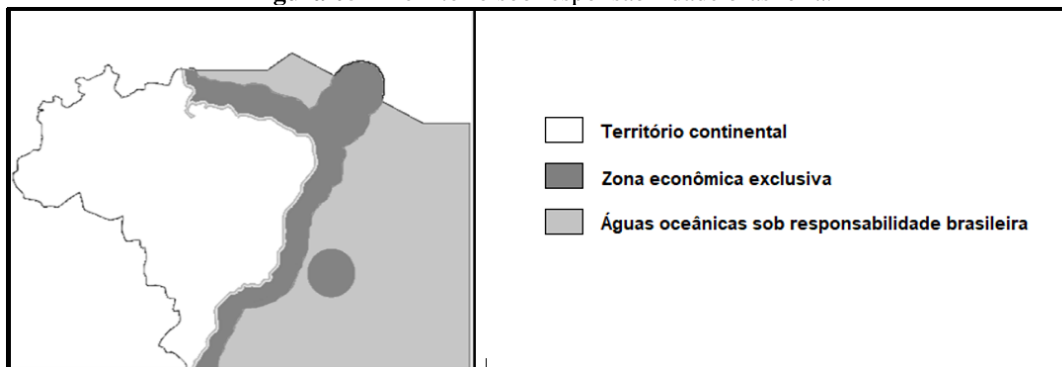 Território continental
Zona econômica exclusiva
Águas oceânicas sob responsabilidade brasileira